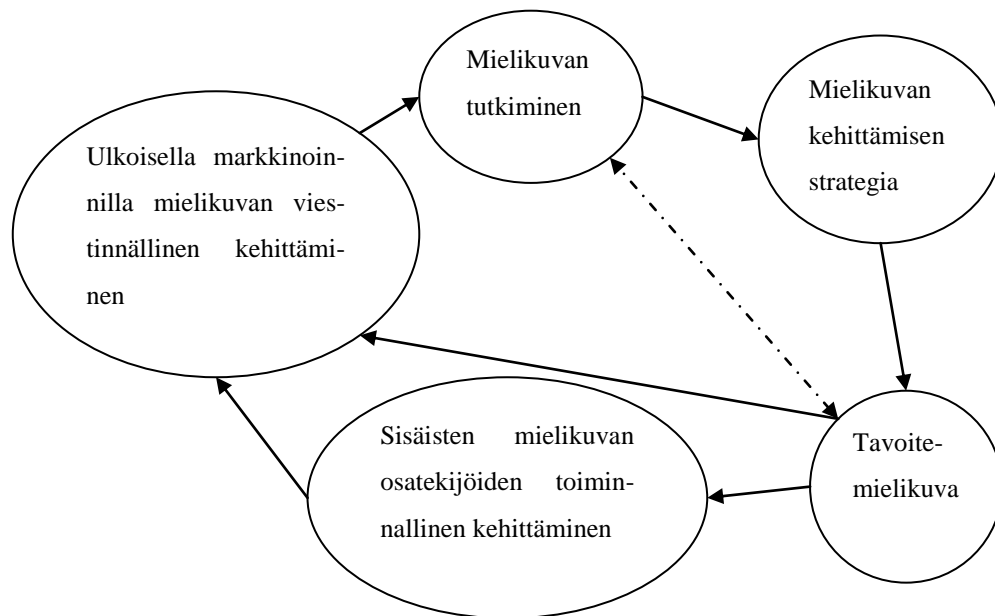 Mielikuvan
tutkiminen
Mielikuvan
kehittämisen
strategia
Ulkoisella markkinoin-
nilla mielikuvan vies-
tinnällinen kehittämi-
nen
Sisäisten mielikuvan
osatekijöiden toimin-
nallinen kehittäminen
Tavoite-
mielikuva